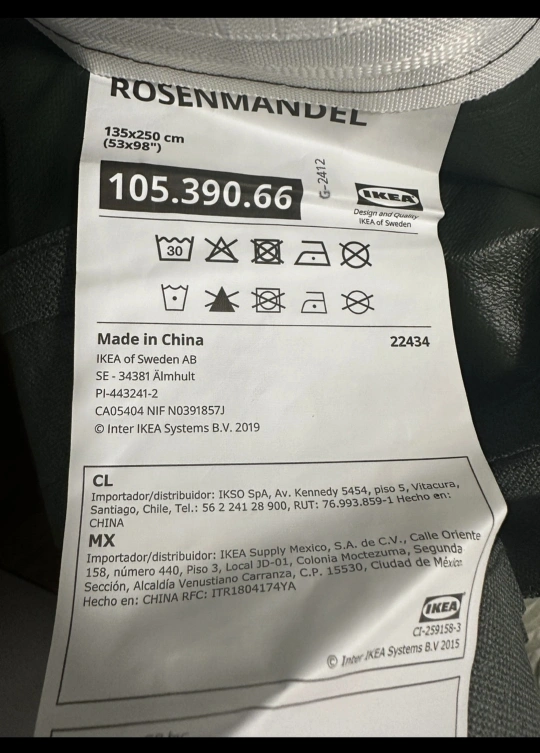 ROSENMANDEL
135x250 cm
(53x98")
105.390.66
G-2412
IKEA
Design and Quality
IKEA of Sweden
30
Made in China
22434
IKEA of Sweden AB
SE - 34381 Älmhult
PI-443241-2
CA05404 NIF N0391857J
© Inter IKEA Systems B.V. 2019
CL
Importador/distribuidor: IKSO SpA, Av. Kennedy 5454, piso 5, Vitacura,
Santiago, Chile, Tel.: 56 2 241 28 900, RUT: 76.993.859-1 Hecho en:
CHINA
MX
Importador/distribuidor: IKEA Supply Mexico, S.A. de C.V., Calle Oriente
158, número 440, Piso 3, Local JD-01, Colonia Moctezuma, Segunda
Sección, Alcaldía Venustiano Carranza, C.P. 15530, Ciudad de México
Hecho en: CHINA RFC: ITR1804174YA
IKEA
CI-259158-3
© Inter IKEA Systems B.V 2015